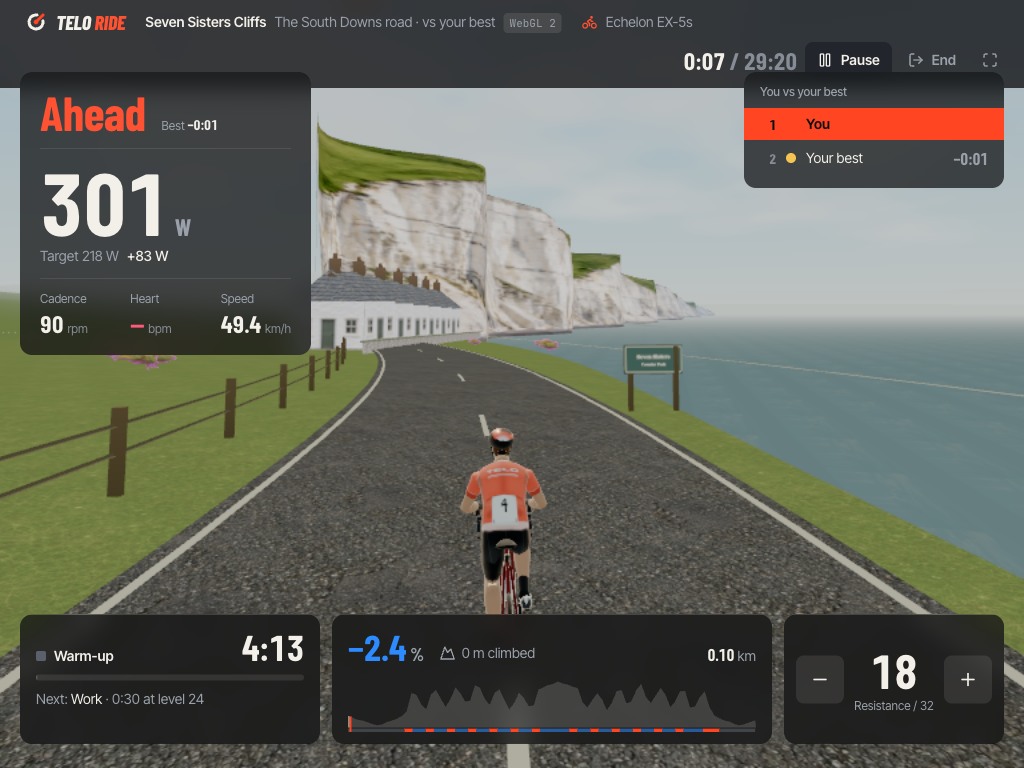 TELO RIDE Seven Sisters Cliffs The South Downs road · vs your best WebGL 2 Echelon EX-5s
0:07 / 29:20 Pause End
Ahead Best −0:01
301 W
Target 218 W +83 W
Cadence Heart Speed
90 rpm – bpm 49.4 km/h
You vs your best
1 You
2 Your best −0:01
TELO
4
Warm-up 4:13
Next: Work · 0:30 at level 24
−2.4 % 0 m climbed 0.10 km
− 18 +
Resistance / 32